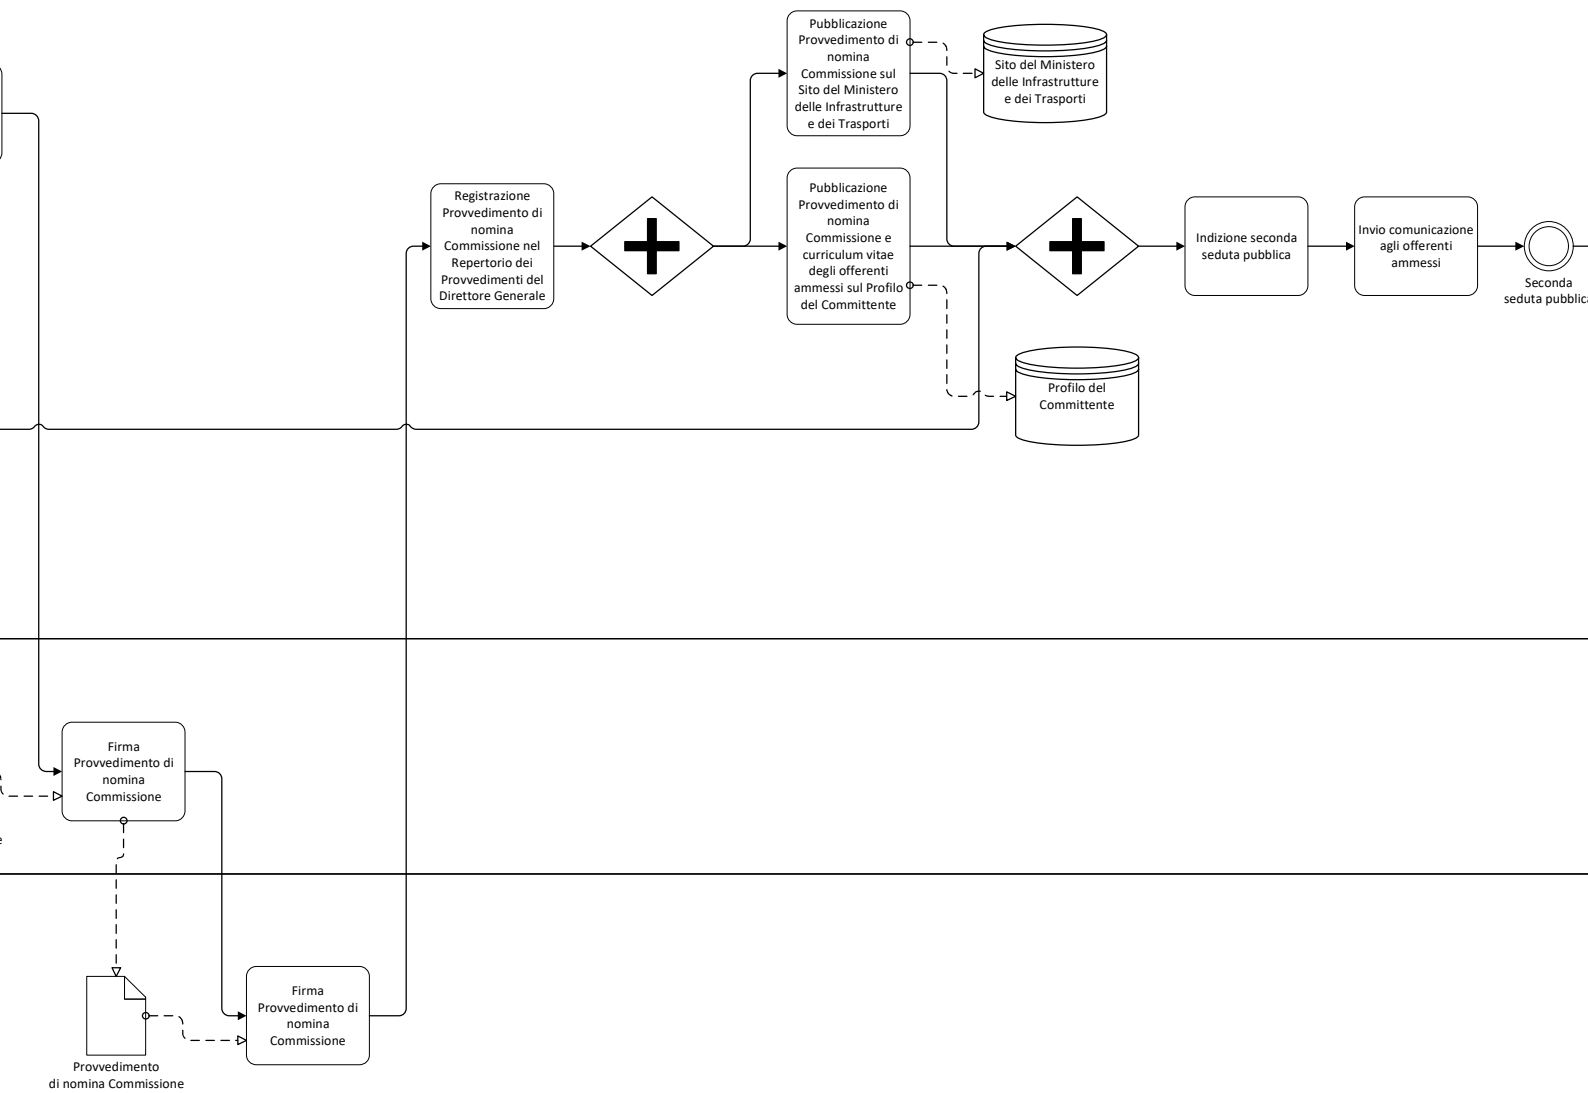 Pubblicazione
Provvedimento di
nomina
Commissione sul
Sito del Ministero
delle Infrastrutture
e dei Trasporti
Sito del Ministero
delle Infrastrutture
e dei Trasporti
Registrazione
Provvedimento di
nomina
Commissione nel
Repertorio dei
Provvedimenti del
Direttore Generale
Pubblicazione
Provvedimento di
nomina
Commissione e
curriculum vitae
degli offerenti
ammessi sul Profilo
del Committente
Indizione seconda
seduta pubblica
Invio comunicazione
agli offerenti
ammessi
Seconda
seduta pubblica
Profilo del
Committente
Firma
Provvedimento di
nomina
Commissione
e
Firma
Provvedimento di
nomina
Commissione
Provvedimento
di nomina Commissione